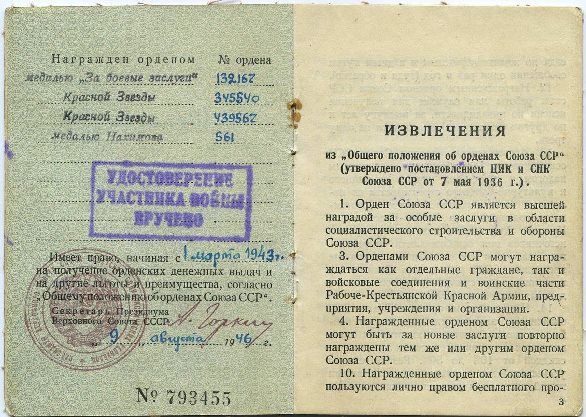 Награжден орденом № ордена
медалью „За боевые заслуги“ 132167
Красной Звезды 345540
Красной Звезды 439567
медалью Нахимова 561
УДОСТОВЕРЕНИЕ
УЧАСТНИКА ВОЙНЫ
ВРУЧЕНО
Имеет право, начиная с 1 марта 1943 г.
на получение орденских денежных выдач и
на другие льготы и преимущества, согласно
„Общему положению об орденах Союза ССР“.
Секретарь Президиума
Верховного Совета СССР А. Горкин
„9“ августа 1946 г.
№ 793455
ИЗВЛЕЧЕНИЯ
из „Общего положения об орденах Союза ССР“
(утверждено постановлением ЦИК и СНК
Союза ССР от 7 мая 1936 г.).
1. Орден Союза ССР является высшей
наградой за особые заслуги в области
социалистического строительства и обороны
Союза ССР.
3. Орденами Союза ССР могут награ-
ждаться как отдельные граждане, так и
войсковые соединения и воинские части
Рабоче-Крестьянской Красной Армии, пред-
приятия, учреждения и организации.
4. Награжденные орденом Союза ССР
могут быть за новые заслуги повторно
награждены тем же или другим орденом
Союза ССР.
10. Награжденные орденом Союза ССР
пользуются лично правом бесплатного про-
3